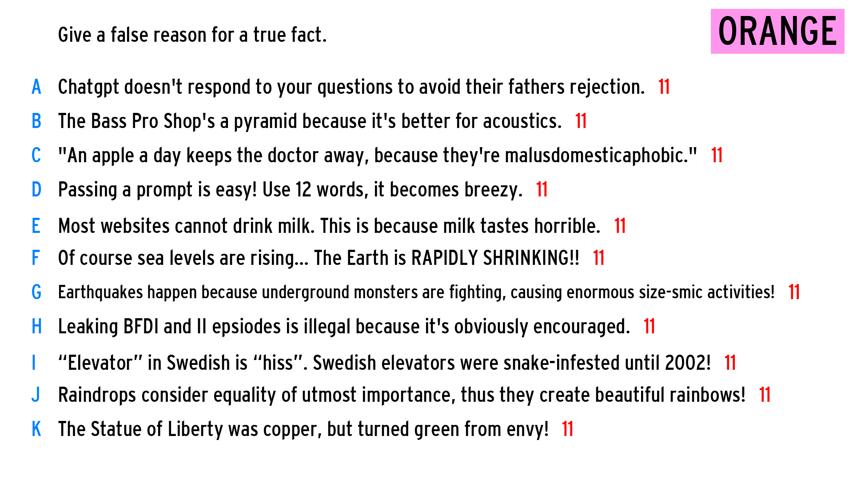 Give a false reason for a true fact.
ORANGE
A Chatgpt doesn't respond to your questions to avoid their fathers rejection. 11
B The Bass Pro Shop's a pyramid because it's better for acoustics. 11
C "An apple a day keeps the doctor away, because they're malusdomesticaphobic." 11
D Passing a prompt is easy! Use 12 words, it becomes breezy. 11
E Most websites cannot drink milk. This is because milk tastes horrible. 11
F Of course sea levels are rising... The Earth is RAPIDLY SHRINKING!! 11
G Earthquakes happen because underground monsters are fighting, causing enormous size-smic activities! 11
H Leaking BFDI and II epsiodes is illegal because it's obviously encouraged. 11
I “Elevator” in Swedish is “hiss”. Swedish elevators were snake-infested until 2002! 11
J Raindrops consider equality of utmost importance, thus they create beautiful rainbows! 11
K The Statue of Liberty was copper, but turned green from envy! 11